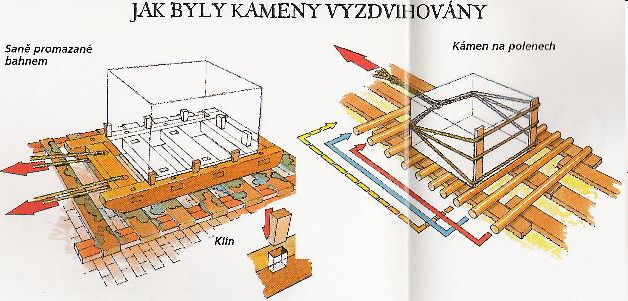 JAK BYLY KAMENY VYZDVIHOVÁNY
Saně promazané
bahnem
Kámen na polenech
Klín